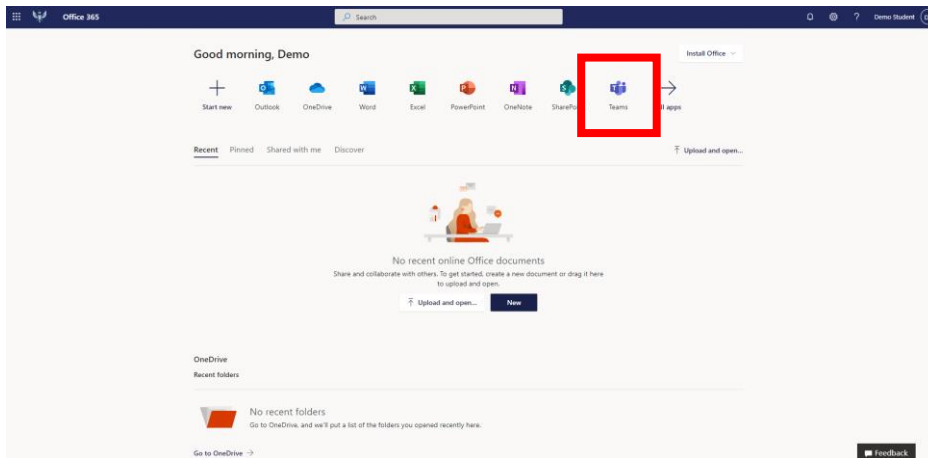 Office 365
Search
Demo Student
Good morning, Demo
Install Office
Start new
Outlook
OneDrive
Word
Excel
PowerPoint
OneNote
SharePo
Teams
ll apps
Recent Pinned Shared with me Discover
Upload and open...
No recent online Office documents
Share and collaborate with others. To get started, create a new document or drag it here
to upload and open.
Upload and open...
New
OneDrive
Recent folders
No recent folders
Go to OneDrive, and we'll put a list of the folders you opened recently here.
Go to OneDrive
Feedback